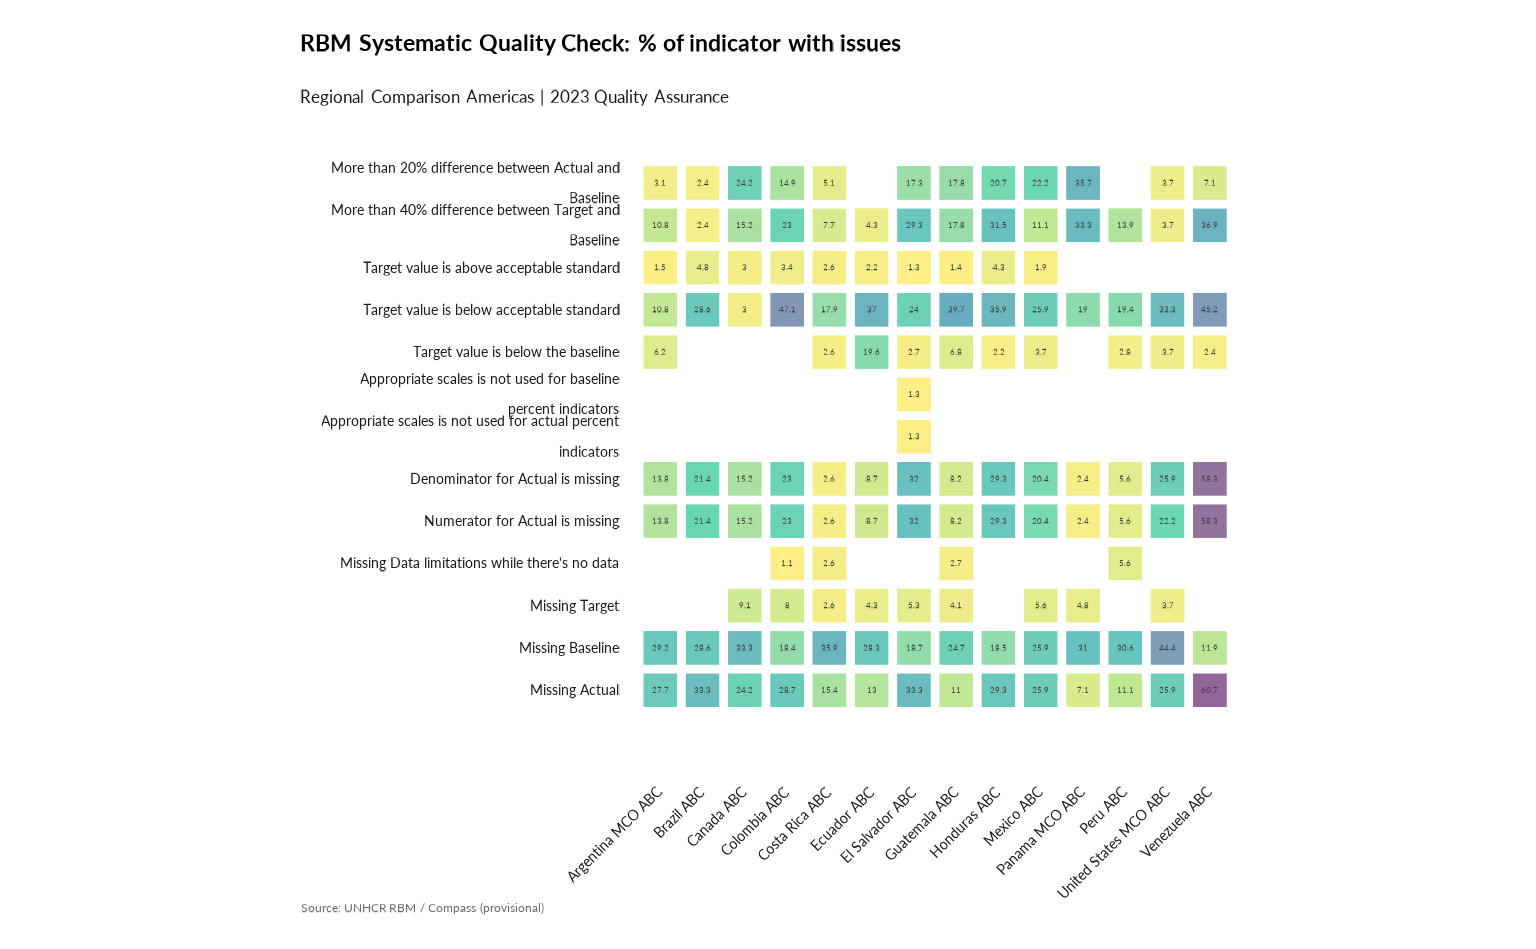 RBM Systematic Quality Check: % of indicator with issues
Regional Comparison Americas | 2023 Quality Assurance
More than 20% difference between Actual and
Baseline
3.1 2.4 24.2 14.9 5.1 17.3 17.8 20.7 22.2 35.7 3.7 7.1
More than 40% difference between Target and
Baseline
10.8 2.4 15.2 23 7.7 4.3 29.3 17.8 31.5 11.1 33.3 13.9 3.7 36.9
Target value is above acceptable standard
1.5 4.8 3 3.4 2.6 2.2 1.3 1.4 4.3 1.9
Target value is below acceptable standard
10.8 28.6 3 47.1 17.9 37 24 39.7 35.9 25.9 19 19.4 33.3 45.2
Target value is below the baseline
6.2 2.6 19.6 2.7 6.8 2.2 3.7 2.8 3.7 2.4
Appropriate scales is not used for baseline
percent indicators
1.3
Appropriate scales is not used for actual percent
indicators
1.3
Denominator for Actual is missing
13.8 21.4 15.2 23 2.6 8.7 32 8.2 29.3 20.4 2.4 5.6 25.9 58.3
Numerator for Actual is missing
13.8 21.4 15.2 23 2.6 8.7 32 8.2 29.3 20.4 2.4 5.6 22.2 58.3
Missing Data limitations while there's no data
1.1 2.6 2.7 5.6
Missing Target
9.1 8 2.6 4.3 5.3 4.1 5.6 4.8 3.7
Missing Baseline
29.2 28.6 33.3 18.4 35.9 28.3 18.7 24.7 18.5 25.9 31 30.6 44.4 11.9
Missing Actual
27.7 33.3 24.2 28.7 15.4 13 33.3 11 29.3 25.9 7.1 11.1 25.9 60.7
Argentina MCO ABC
Brazil ABC
Canada ABC
Colombia ABC
Costa Rica ABC
Ecuador ABC
El Salvador ABC
Guatemala ABC
Honduras ABC
Mexico ABC
Panama MCO ABC
Peru ABC
United States MCO ABC
Venezuela ABC
Source: UNHCR RBM / Compass (provisional)